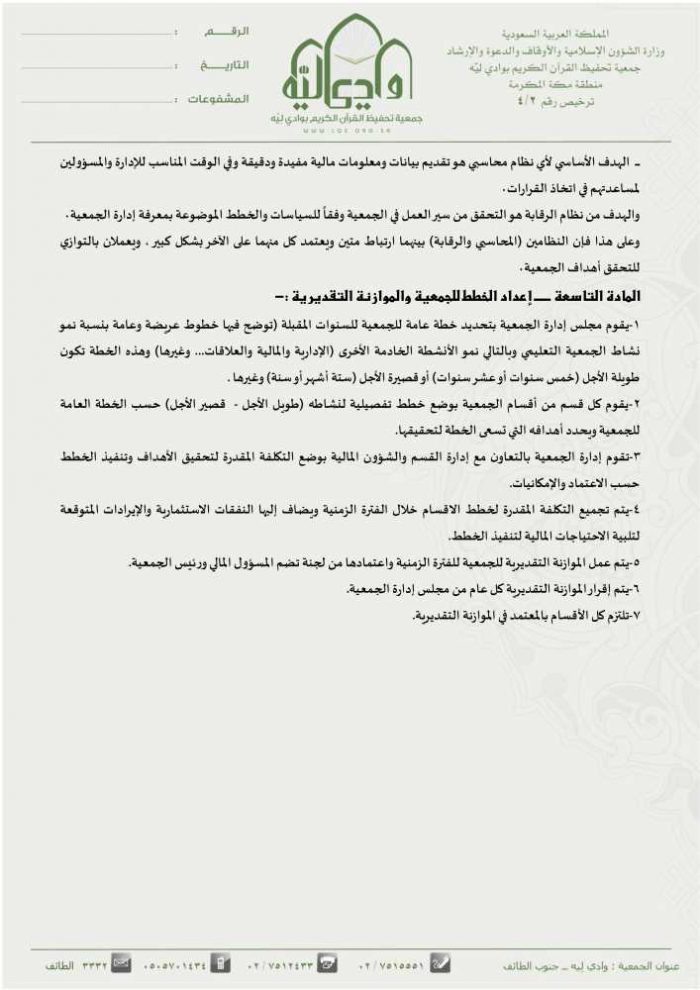 المملكة العربية السعودية
وزارة الشؤون الإسلامية والأوقاف والدعوة والإرشاد
جمعية تحفيظ القرآن الكريم بوادي ليّه
منطقة مكة المكرمة
ترخيص رقم ٤/٢
وادي ليّه
جمعية تحفيظ القرآن الكريم بوادي ليّه
WWW.LQC.ORG.SA
الرقـــم :
التاريـــخ :
المشفوعات :
ـ الهدف الأساسي لأي نظام محاسبي هو تقديم بيانات ومعلومات مالية مفيدة ودقيقة وفي الوقت المناسب للإدارة والمسؤولين
لمساعدتهم في اتخاذ القرارات.
والهدف من نظام الرقابة هو التحقق من سير العمل في الجمعية وفقاً للسياسات والخطط الموضوعة بمعرفة إدارة الجمعية.
وعلى هذا فإن النظامين (المحاسبي والرقابة) بينهما ارتباط متين ويعتمد كل منهما على الآخر بشكل كبير ، ويعملان بالتوازي
للتحقق أهداف الجمعية.
المادة التاسعة ــــ إعداد الخطط للجمعية والموازنة التقديرية :-
١-يقوم مجلس إدارة الجمعية بتحديد خطة عامة للجمعية للسنوات المقبلة (توضح فيها خطوط عريضة وعامة بنسبة نمو
نشاط الجمعية التعليمي وبالتالي نمو الأنشطة الخادمة الأخرى (الإدارية والمالية والعلاقات... وغيرها) وهذه الخطة تكون
طويلة الأجل (خمس سنوات أو عشر سنوات) أو قصيرة الأجل (ستة أشهر أو سنة) وغيرها .
٢-يقوم كل قسم من أقسام الجمعية بوضع خطط تفصيلية لنشاطه (طويل الأجل - قصير الأجل) حسب الخطة العامة
للجمعية ويحدد أهدافه التي تسعى الخطة لتحقيقها.
٣-تقوم إدارة الجمعية بالتعاون مع إدارة القسم والشؤون المالية بوضع التكلفة المقدرة لتحقيق الأهداف وتنفيذ الخطط
حسب الاعتماد والإمكانيات.
٤-يتم تجميع التكلفة المقدرة لخطط الاقسام خلال الفترة الزمنية ويضاف إليها النفقات الاستثمارية والإيرادات المتوقعة
لتلبية الاحتياجات المالية لتنفيذ الخطط.
٥-يتم عمل الموازنة التقديرية للجمعية للفترة الزمنية واعتمادها من لجنة تضم المسؤول المالي ورئيس الجمعية.
٦-يتم إقرار الموازنة التقديرية كل عام من مجلس إدارة الجمعية.
٧-تلتزم كل الأقسام بالمعتمد في الموازنة التقديرية.
عنوان الجمعية : وادي ليه ــ جنوب الطائف ٠٢/٧٥١٥٥٥١ ٠٢/٧٥١٢٤٣٣ ٠٥٠٥٧٠١٤٣٤ ٣٣٣٢ الطائف